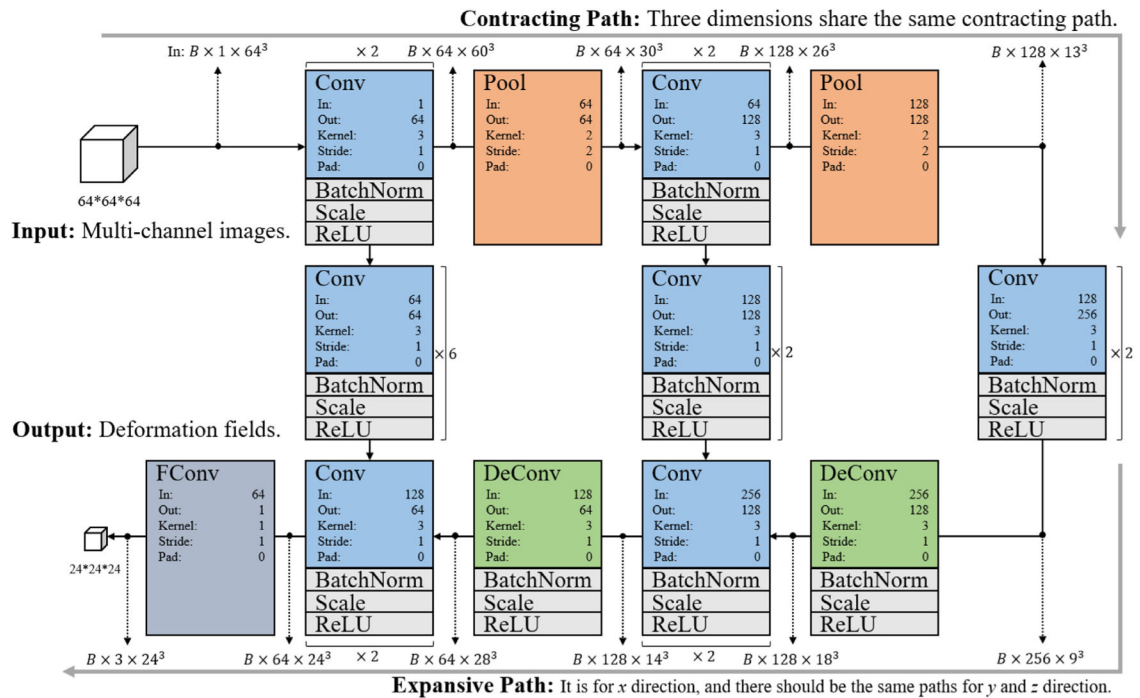 Contracting Path: Three dimensions share the same contracting path.
In: B × 1 × 64³
× 2
B × 64 × 60³
B × 64 × 30³
× 2
B × 128 × 26³
B × 128 × 13³
Conv
In: 1
Out: 64
Kernel: 3
Stride: 1
Pad: 0
BatchNorm
Scale
ReLU
Pool
In: 64
Out: 64
Kernel: 2
Stride: 2
Pad: 0
Conv
In: 64
Out: 128
Kernel: 3
Stride: 1
Pad: 0
BatchNorm
Scale
ReLU
Pool
In: 128
Out: 128
Kernel: 2
Stride: 2
Pad: 0
64*64*64
Input: Multi-channel images.
Conv
In: 64
Out: 64
Kernel: 3
Stride: 1
Pad: 0
BatchNorm
Scale
ReLU
× 6
Conv
In: 128
Out: 128
Kernel: 3
Stride: 1
Pad: 0
BatchNorm
Scale
ReLU
× 2
Conv
In: 128
Out: 256
Kernel: 3
Stride: 1
Pad: 0
BatchNorm
Scale
ReLU
× 2
Output: Deformation fields.
FConv
In: 64
Out: 1
Kernel: 1
Stride: 1
Pad: 0
Conv
In: 128
Out: 64
Kernel: 3
Stride: 1
Pad: 0
BatchNorm
Scale
ReLU
DeConv
In: 128
Out: 64
Kernel: 3
Stride: 1
Pad: 0
BatchNorm
Scale
ReLU
Conv
In: 256
Out: 128
Kernel: 3
Stride: 1
Pad: 0
BatchNorm
Scale
ReLU
DeConv
In: 256
Out: 128
Kernel: 3
Stride: 1
Pad: 0
BatchNorm
Scale
ReLU
24*24*24
B × 3 × 24³
B × 64 × 24³
× 2
B × 64 × 28³
B × 128 × 14³
× 2
B × 128 × 18³
B × 256 × 9³
Expansive Path: It is for x direction, and there should be the same paths for y and z direction.